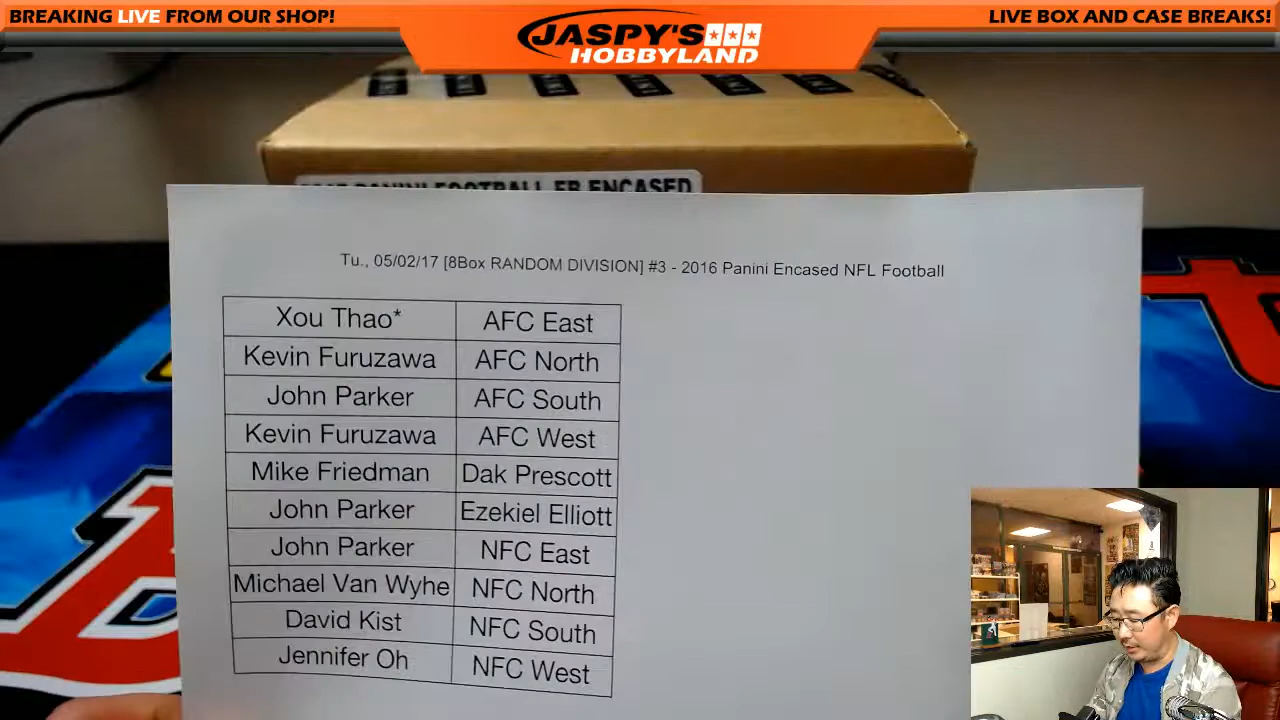 BREAKING LIVE FROM OUR SHOP!
JASPY'S
HOBBYLAND
LIVE BOX AND CASE BREAKS!
PANINI FOOTBALL FB ENCASED
Tu., 05/02/17 [8Box RANDOM DIVISION] #3 - 2016 Panini Encased NFL Football
Xou Thao* AFC East
Kevin Furuzawa AFC North
John Parker AFC South
Kevin Furuzawa AFC West
Mike Friedman Dak Prescott
John Parker Ezekiel Elliott
John Parker NFC East
Michael Van Wyhe NFC North
David Kist NFC South
Jennifer Oh NFC West